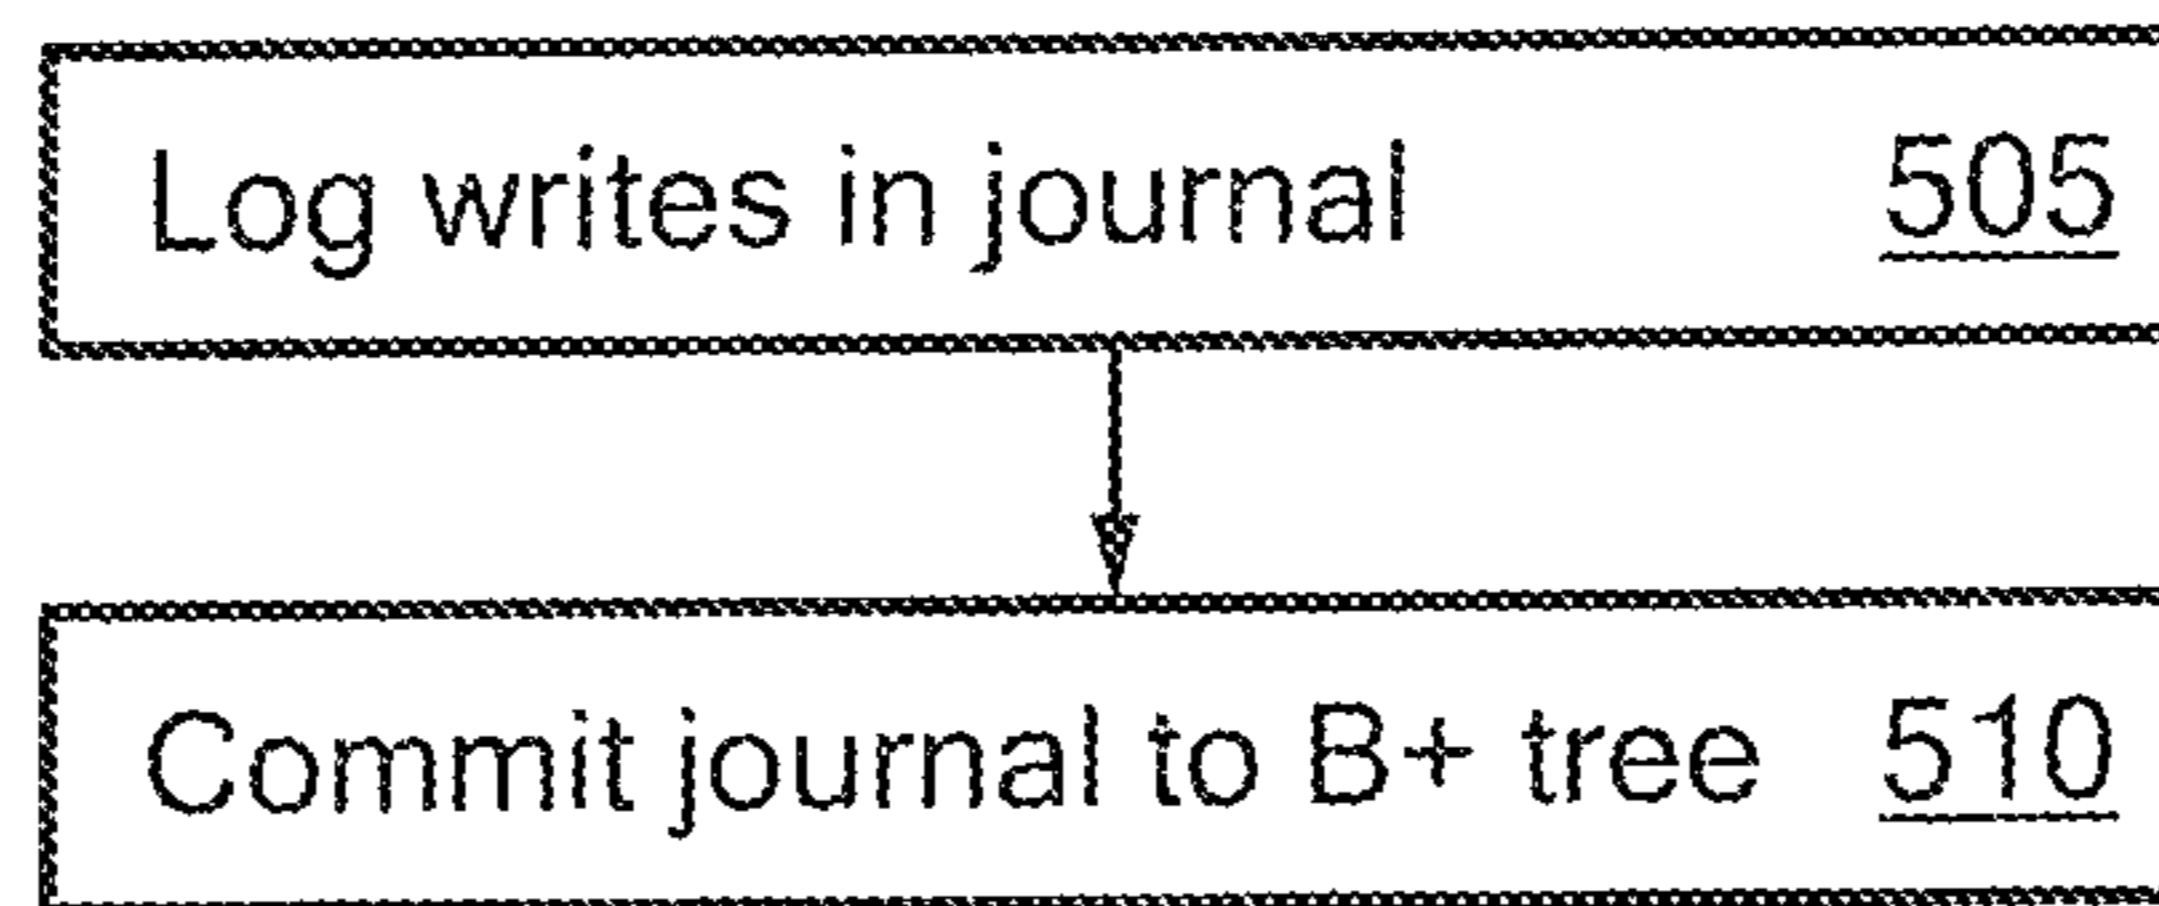 Log writes in journal 505
Commit journal to B+ tree 510